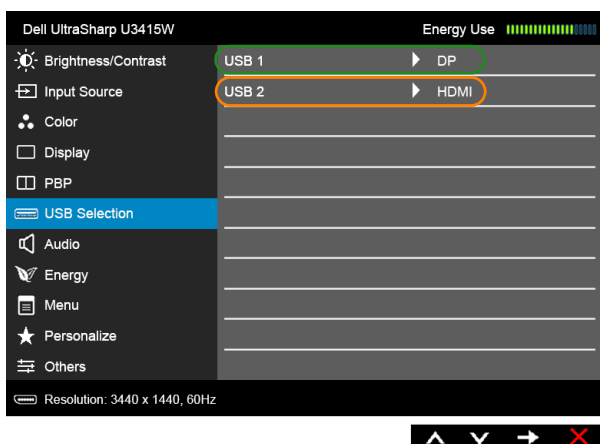 Dell UltraSharp U3415W Energy Use
Brightness/Contrast USB 1 DP
Input Source USB 2 HDMI
Color
Display
PBP
USB Selection
Audio
Energy
Menu
Personalize
Others
Resolution: 3440 x 1440, 60Hz